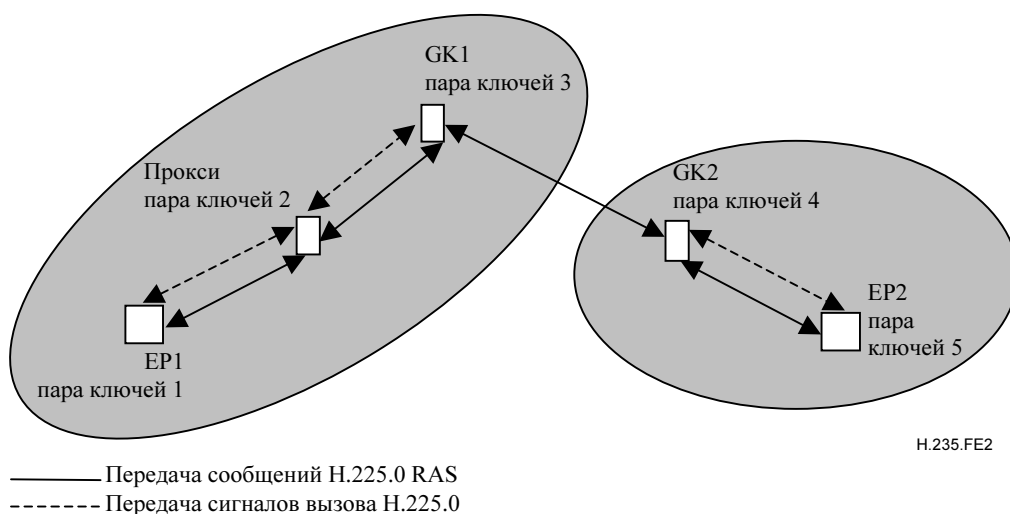 GK1
пара ключей 3
Прокси
пара ключей 2
GK2
пара ключей 4
EP2
пара
ключей 5
EP1
пара ключей 1
H.235.FE2
Передача сообщений H.225.0 RAS
Передача сигналов вызова H.225.0